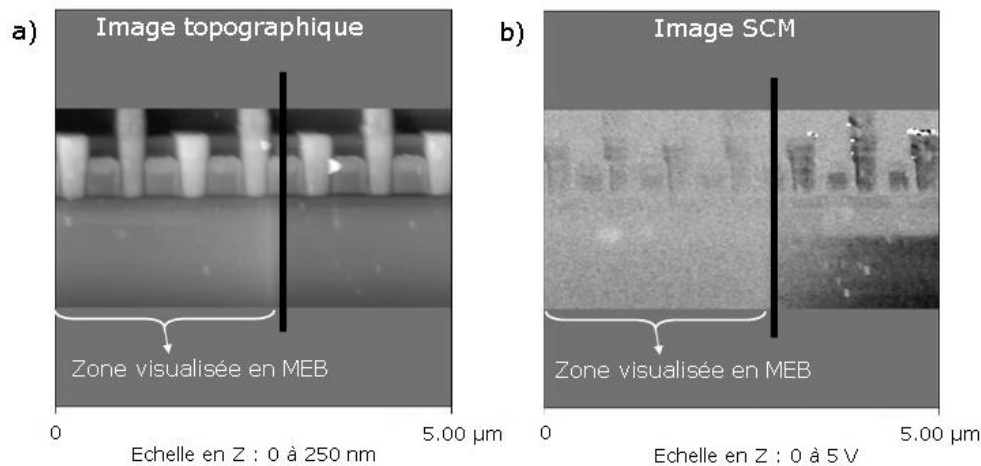 a)
Image topographique
Zone visualisée en MEB
0
5.00 µm
Echelle en Z : 0 à 250 nm
b)
Image SCM
Zone visualisée en MEB
0
5.00 µm
Echelle en Z : 0 à 5 V